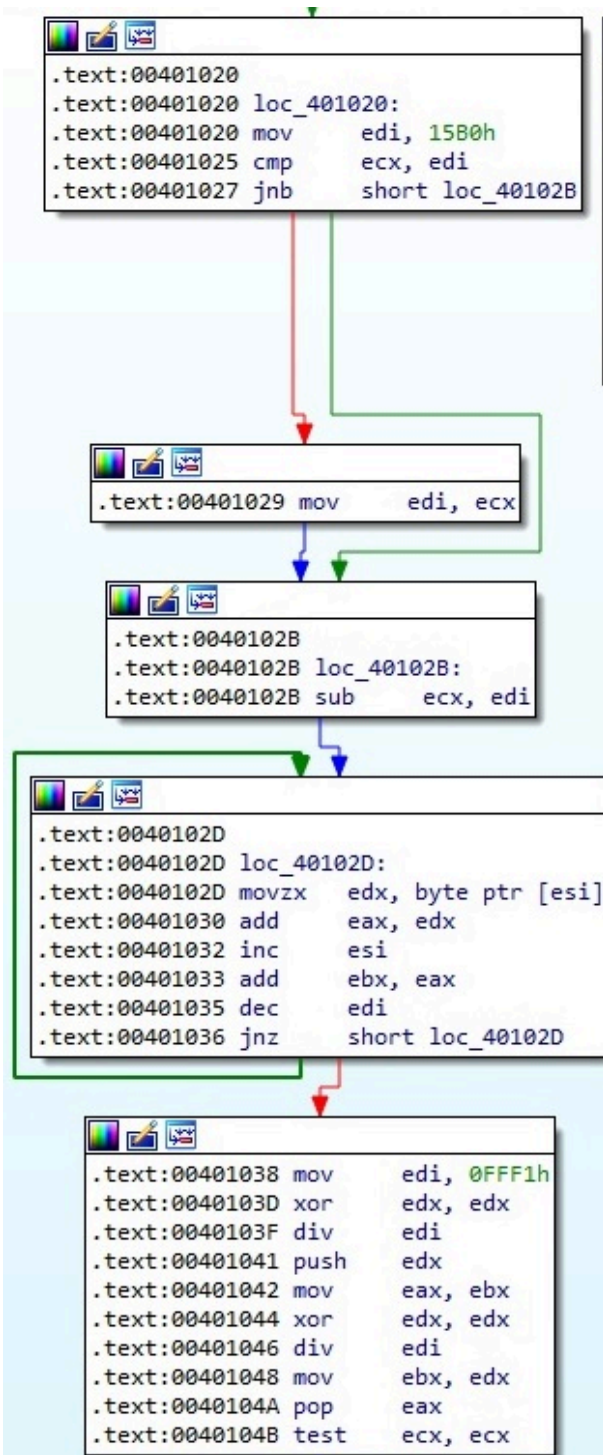 .text:00401020
.text:00401020 loc_401020:
.text:00401020 mov edi, 15B0h
.text:00401025 cmp ecx, edi
.text:00401027 jnb short loc_40102B
.text:00401029 mov edi, ecx
.text:0040102B
.text:0040102B loc_40102B:
.text:0040102B sub ecx, edi
.text:0040102D
.text:0040102D loc_40102D:
.text:0040102D movzx edx, byte ptr [esi]
.text:00401030 add eax, edx
.text:00401032 inc esi
.text:00401033 add ebx, eax
.text:00401035 dec edi
.text:00401036 jnz short loc_40102D
.text:00401038 mov edi, 0FFF1h
.text:0040103D xor edx, edx
.text:0040103F div edi
.text:00401041 push edx
.text:00401042 mov eax, ebx
.text:00401044 xor edx, edx
.text:00401046 div edi
.text:00401048 mov ebx, edx
.text:0040104A pop eax
.text:0040104B test ecx, ecx